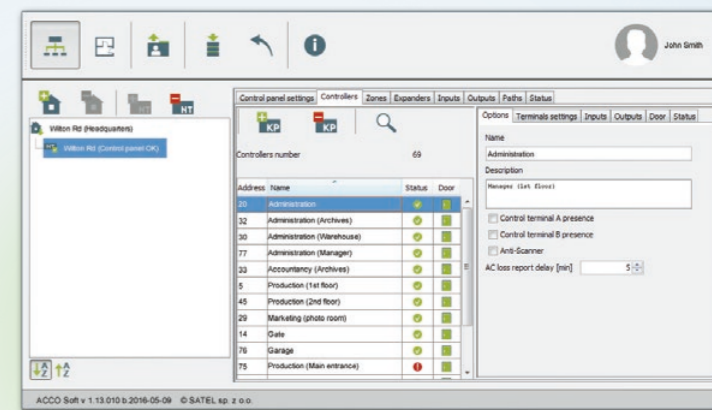 John Smith
HT
HT
Wilton Rd (Headquarters)
Wilton Rd (Control panel OK)
Control panel settings Controllers Zones Expanders Inputs Outputs Paths Status
KP KP
Controllers number 69
Address Name Status Door
20 Administration
32 Administration (Archives)
30 Administration (Warehouse)
77 Administration (Manager)
33 Accountancy (Archives)
5 Production (1st floor)
45 Production (2nd floor)
29 Marketing (photo room)
14 Gate
76 Garage
75 Production (Main entrance)
Options Terminals settings Inputs Outputs Door Status
Name
Administration
Description
Manager (1st floor)
Control terminal A presence
Control terminal B presence
Anti-Scanner
AC loss report delay [min] 5
A
Z
A
Z
ACCO Soft v 1.13.010 b.2016-05-09 © SATEL sp. z o.o.